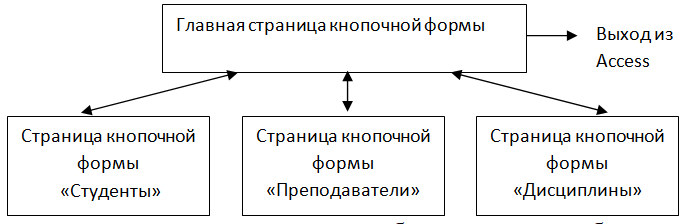 Главная страница кнопочной формы
Выход из
Access
Страница кнопочной
формы
«Студенты»
Страница кнопочной
формы
«Преподаватели»
Страница кнопочной
формы
«Дисциплины»